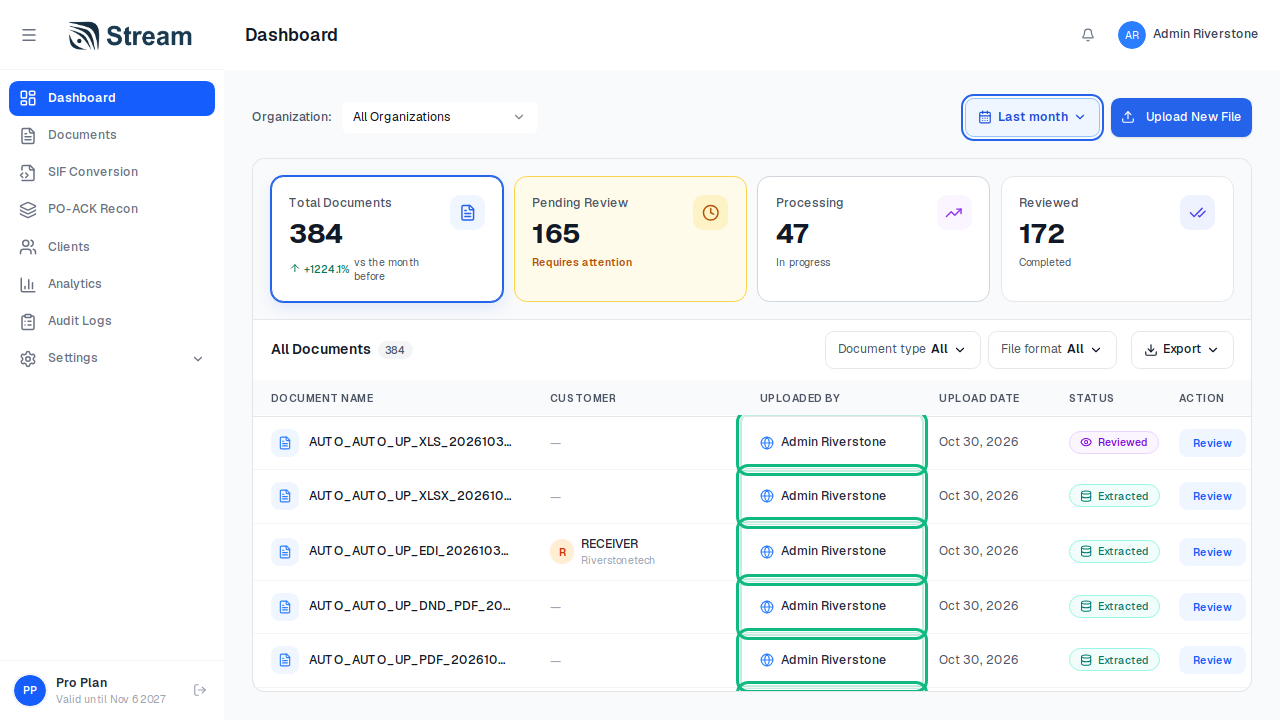 Stream
Dashboard
AR
Admin Riverstone
Dashboard
Documents
SIF Conversion
PO-ACK Recon
Clients
Analytics
Audit Logs
Settings
PP
Pro Plan
Valid until Nov 6 2027
Organization:
All Organizations
Last month
Upload New File
Total Documents
384
+1224.1%
vs the month
before
Pending Review
165
Requires attention
Processing
47
In progress
Reviewed
172
Completed
All Documents 384
Document type All
File format All
Export
DOCUMENT NAME CUSTOMER UPLOADED BY UPLOAD DATE STATUS ACTION
AUTO_AUTO_UP_XLS_2026103... — Admin Riverstone Oct 30, 2026 Reviewed Review
AUTO_AUTO_UP_XLSX_202610... — Admin Riverstone Oct 30, 2026 Extracted Review
AUTO_AUTO_UP_EDI_2026103... R RECEIVER Admin Riverstone Oct 30, 2026 Extracted Review
Riverstonetech
AUTO_AUTO_UP_DND_PDF_20... — Admin Riverstone Oct 30, 2026 Extracted Review
AUTO_AUTO_UP_PDF_202610... — Admin Riverstone Oct 30, 2026 Extracted Review